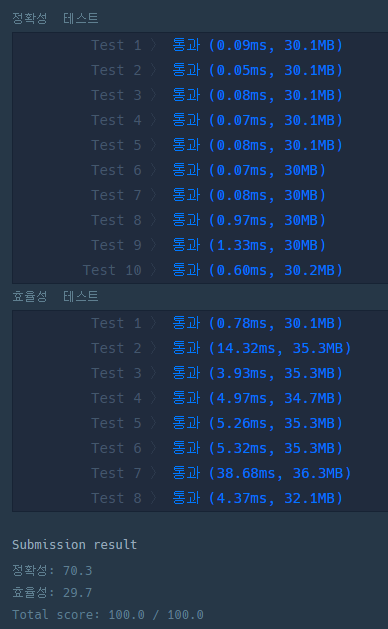 정확성  테스트
Test 1 〉 통과 (0.09ms, 30.1MB)
Test 2 〉 통과 (0.05ms, 30.1MB)
Test 3 〉 통과 (0.08ms, 30.1MB)
Test 4 〉 통과 (0.07ms, 30.1MB)
Test 5 〉 통과 (0.08ms, 30.1MB)
Test 6 〉 통과 (0.07ms, 30MB)
Test 7 〉 통과 (0.08ms, 30MB)
Test 8 〉 통과 (0.97ms, 30MB)
Test 9 〉 통과 (1.33ms, 30MB)
Test 10 〉 통과 (0.60ms, 30.2MB)
효율성  테스트
Test 1 〉 통과 (0.78ms, 30.1MB)
Test 2 〉 통과 (14.32ms, 35.3MB)
Test 3 〉 통과 (3.93ms, 35.3MB)
Test 4 〉 통과 (4.97ms, 34.7MB)
Test 5 〉 통과 (5.26ms, 35.3MB)
Test 6 〉 통과 (5.32ms, 35.3MB)
Test 7 〉 통과 (38.68ms, 36.3MB)
Test 8 〉 통과 (4.37ms, 32.1MB)
Submission result
정확성: 70.3
효율성: 29.7
Total score: 100.0 / 100.0